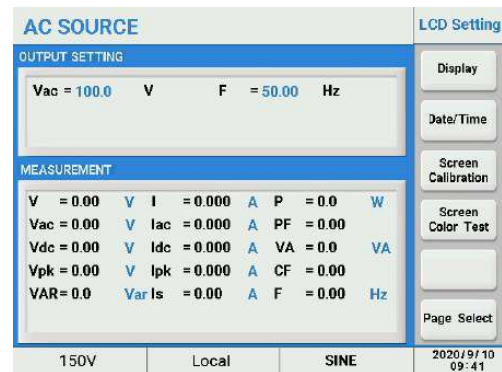 AC SOURCE
LCD Setting
OUTPUT SETTING
Vac = 100.0 V F = 50.00 Hz
Display
Date/Time
MEASUREMENT
Screen
Calibration
V = 0.00 V I = 0.000 A P = 0.0 W
Vac = 0.00 V Iac = 0.000 A PF = 0.00
Screen
Color Test
Vdc = 0.00 V Idc = 0.000 A VA = 0.0 VA
Vpk = 0.00 V Ipk = 0.000 A CF = 0.00
VAR= 0.0 Var Is = 0.00 A F = 0.00 Hz
Page Select
150V Local SINE 2020/9/10
09:41